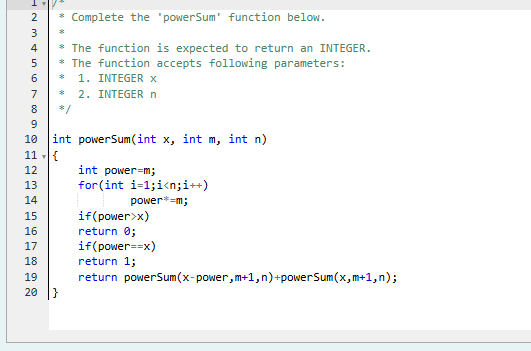 1 /*
2  * Complete the 'powerSum' function below.
3  *
4  * The function is expected to return an INTEGER.
5  * The function accepts following parameters:
6  *  1. INTEGER x
7  *  2. INTEGER n
8  */
9
10 int powerSum(int x, int m, int n)
11 {
12     int power=m;
13     for(int i=1;i<n;i++)
14             power*=m;
15     if(power>x)
16     return 0;
17     if(power==x)
18     return 1;
19     return powerSum(x-power,m+1,n)+powerSum(x,m+1,n);
20 }